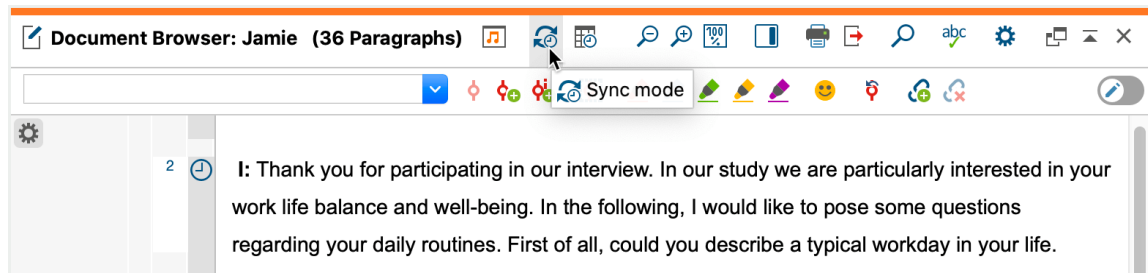 Document Browser: Jamie (36 Paragraphs)
100 %
abc
Sync mode
2
I: Thank you for participating in our interview. In our study we are particularly interested in your
work life balance and well-being. In the following, I would like to pose some questions
regarding your daily routines. First of all, could you describe a typical workday in your life.